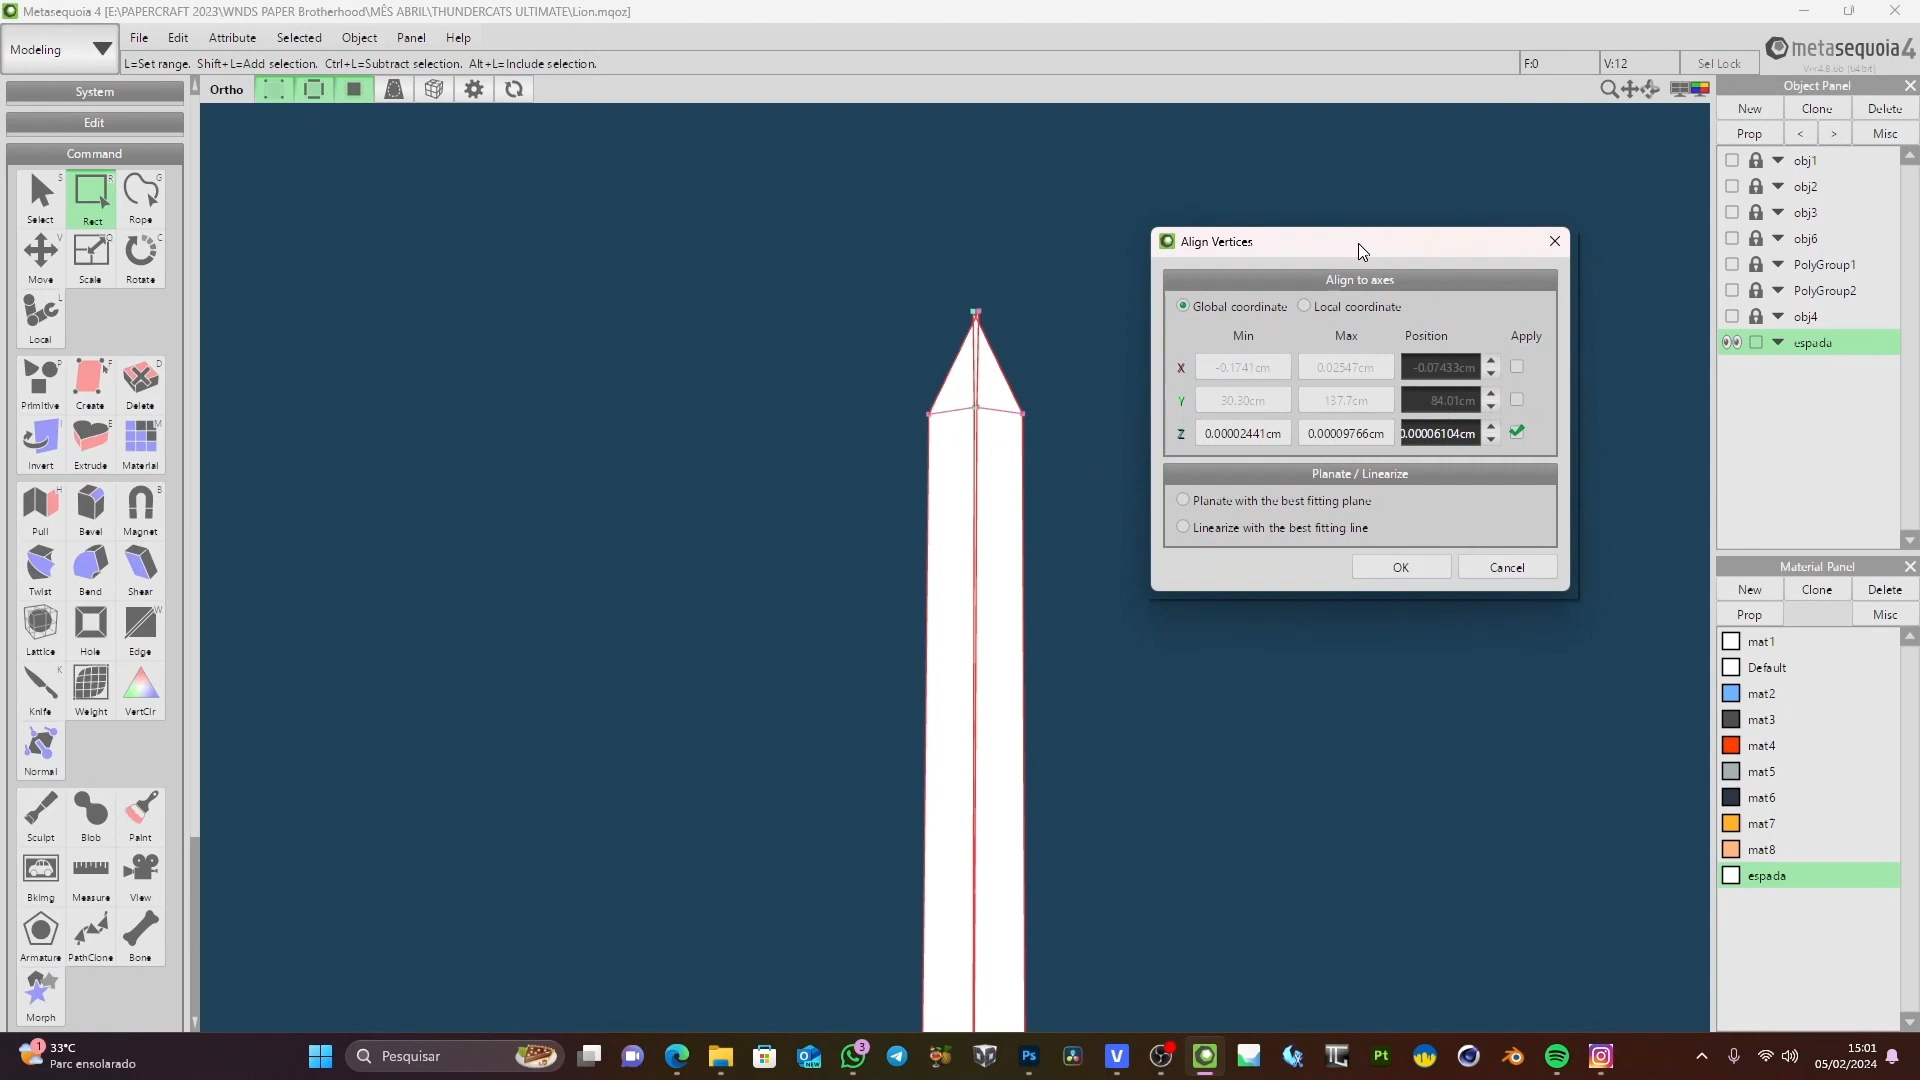 Metasequoia 4 [E:\PAPERCRAFT 2023\WNDS PAPER Brotherhood\MÊS ABRIL\THUNDERCATS ULTIMATE\Lion.mqoz]
Modeling
File Edit Attribute Selected Object Panel Help
metasequoia 4
L=Set range. Shift+L=Add selection. Ctrl+L=Subtract selection. Alt+L=Include selection.
F:0 V:12 Sel Lock
System
Ortho
Object Panel
New Clone Delete
Edit
Prop < > Misc
Command
obj1
obj2
obj3
obj6
PolyGroup1
PolyGroup2
obj4
espada
S R G
Select Rect Rope
V Q C
Move Scale Rotate
L
Local
P F D
Primitive Create Delete
I E M
Invert Extrude Material
H B
Pull Bevel Magnet
Twist Bend Shear
W
Lattice Hole Edge
K
Knife Weight VertClr
Normal
Sculpt Blob Paint
BkImg Measure View
Armature PathClone Bone
Morph
Align Vertices
Align to axes
Global coordinate Local coordinate
Min Max Position Apply
X -0.1741cm 0.02547cm -0.07433cm
Y 30.30cm 137.7cm 84.01cm
Z 0.00002441cm 0.00009766cm 0.00006104cm
Planate / Linearize
Planate with the best fitting plane
Linearize with the best fitting line
OK Cancel
Material Panel
New Clone Delete
Prop Misc
mat1
Default
mat2
mat3
mat4
mat5
mat6
mat7
mat8
espada
1
33°C
Parc ensolarado
Pesquisar
NEW
3
Ps
V
Pt
15:01
05/02/2024